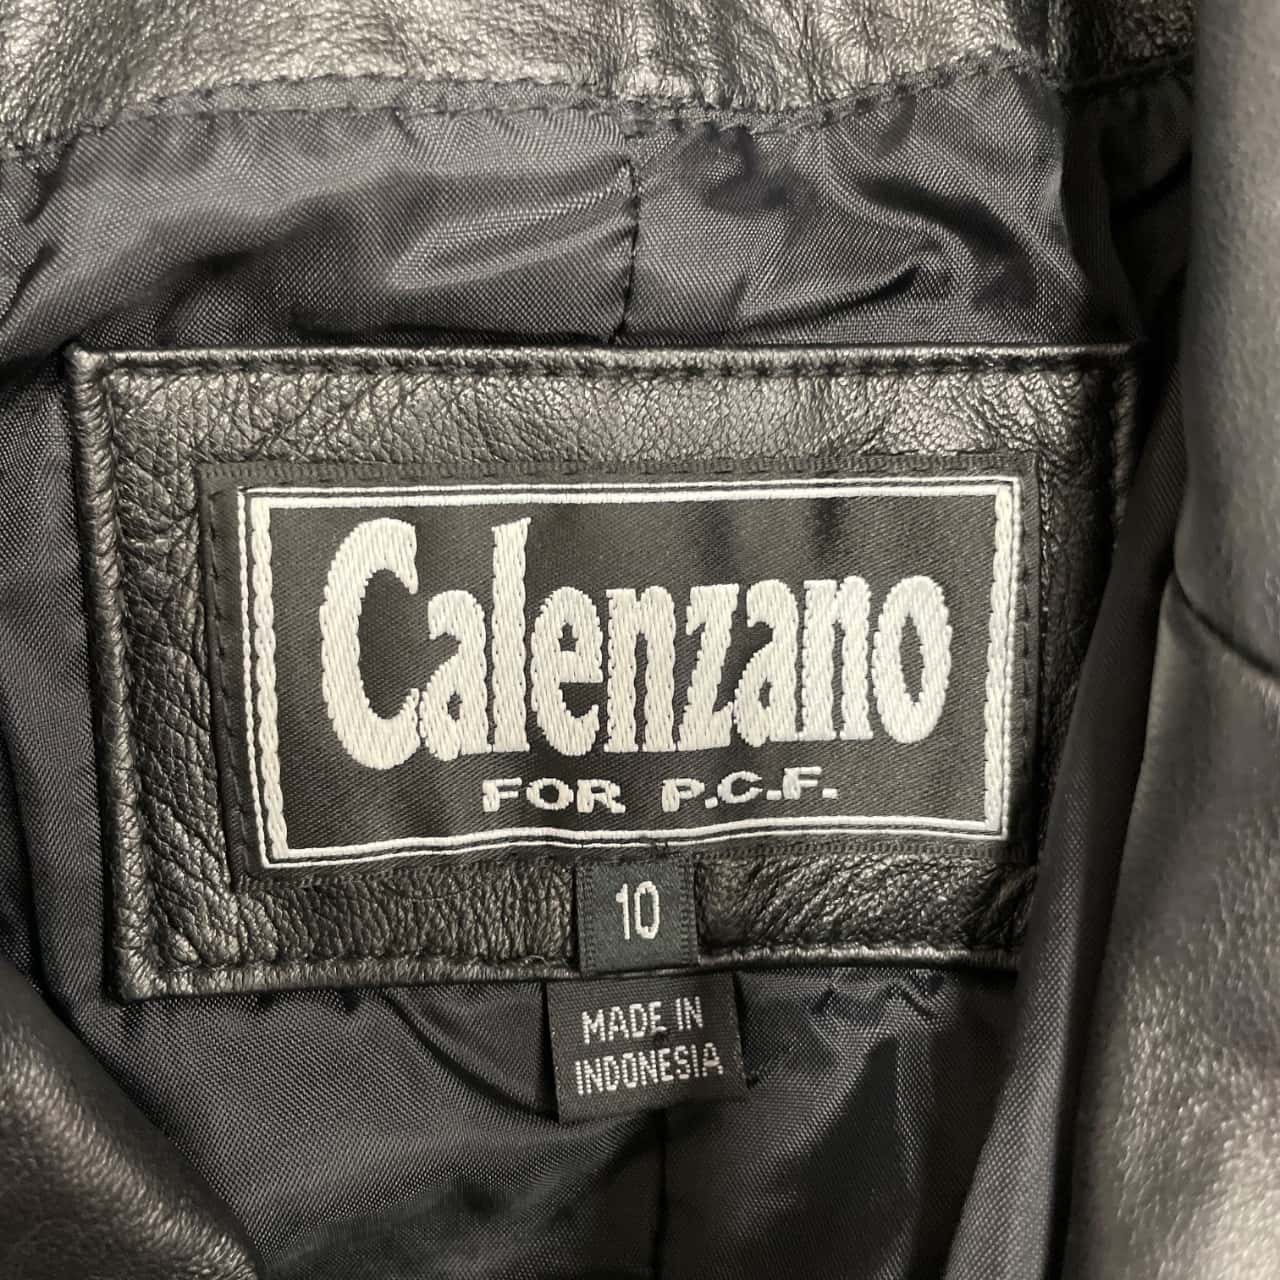 Calenzano
FOR P.C.F.
10
MADE IN
INDONESIA